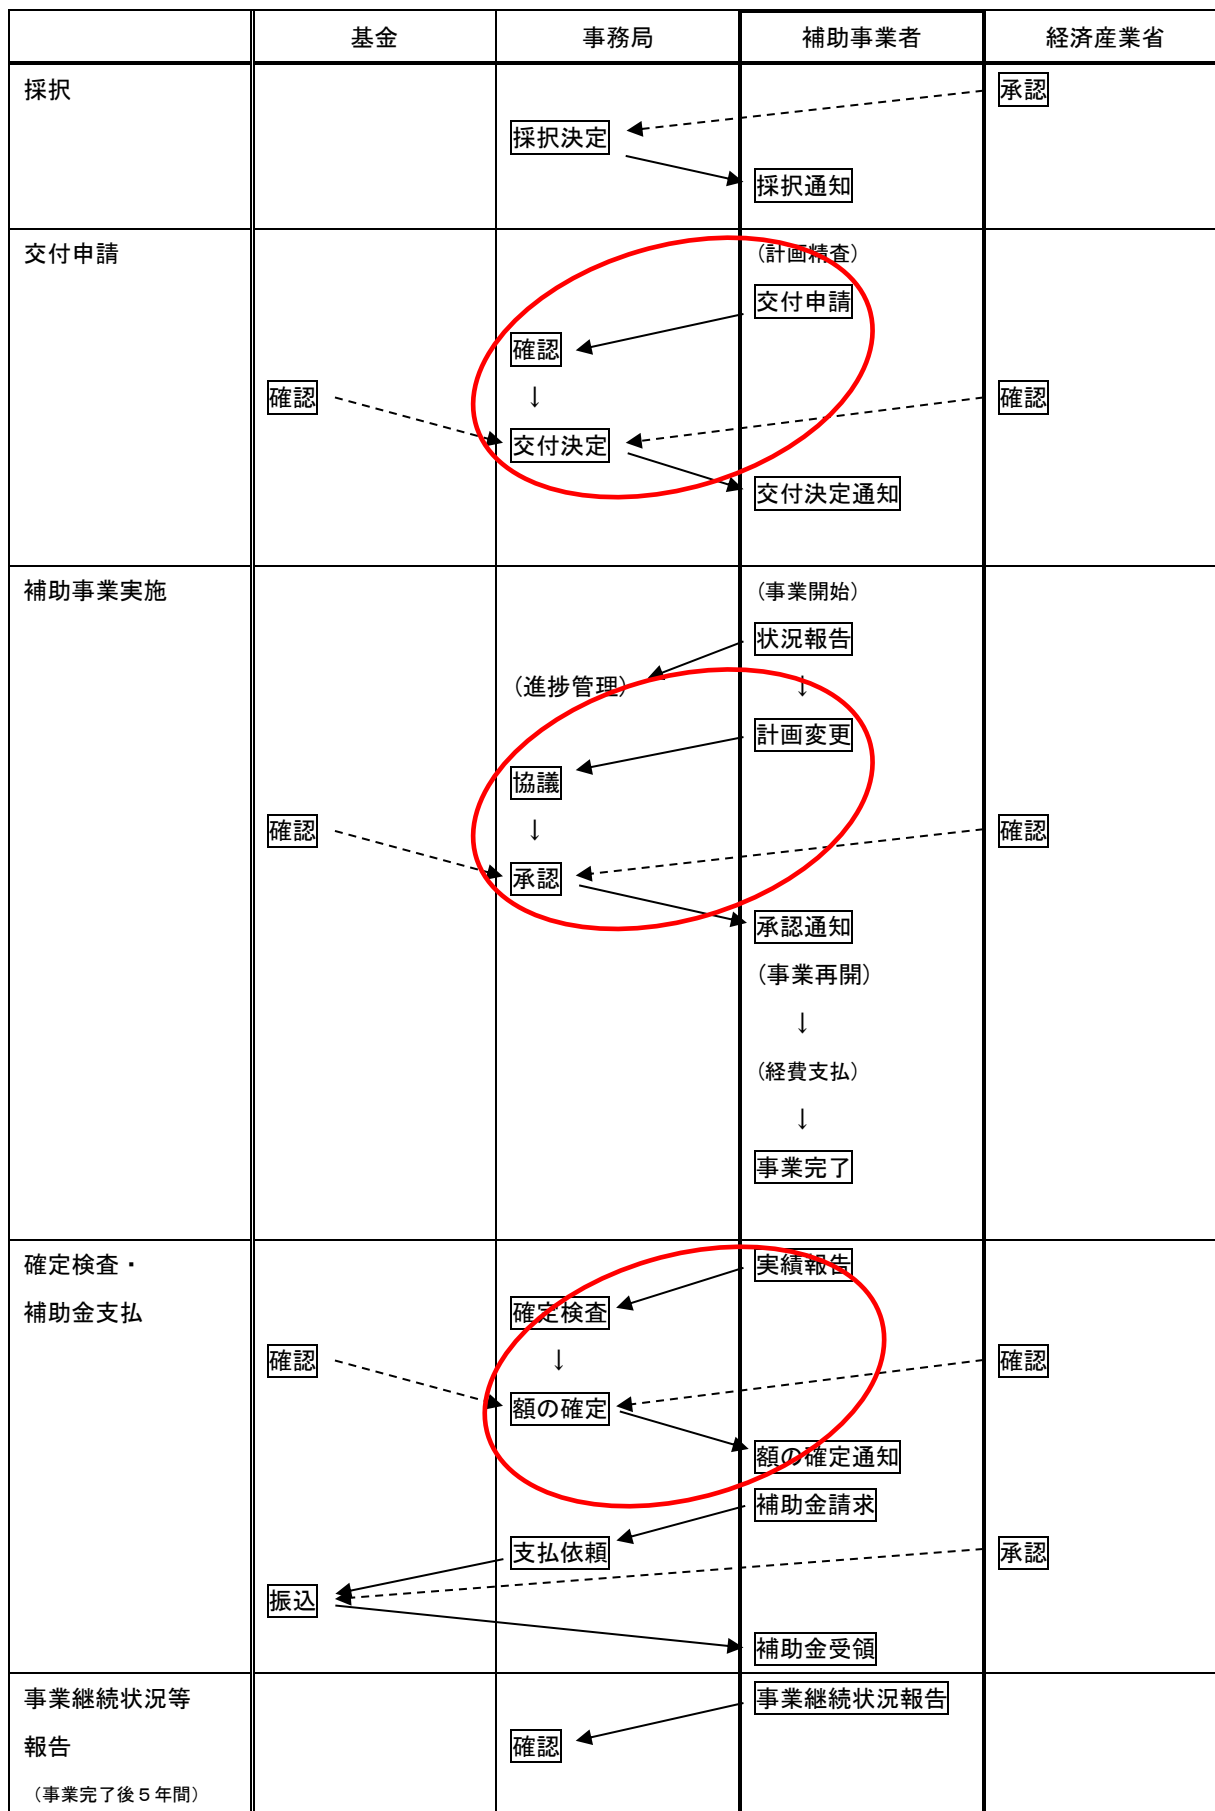 基金 事務局 補助事業者 経済産業省
採択 承認
採択決定
採択通知
交付申請 （計画精査）
交付申請
確認
確認 ↓ 確認
交付決定
交付決定通知
補助事業実施 （事業開始）
状況報告
（進捗管理） ↓
計画変更
協議
確認 ↓ 確認
承認
承認通知
（事業再開）
↓
（経費支払）
↓
事業完了
確定検査・ 実績報告
補助金支払 確定検査
確認 ↓ 確認
額の確定
額の確定通知
補助金請求
支払依頼 承認
振込
補助金受領
事業継続状況等 事業継続状況報告
報告 確認
（事業完了後５年間）